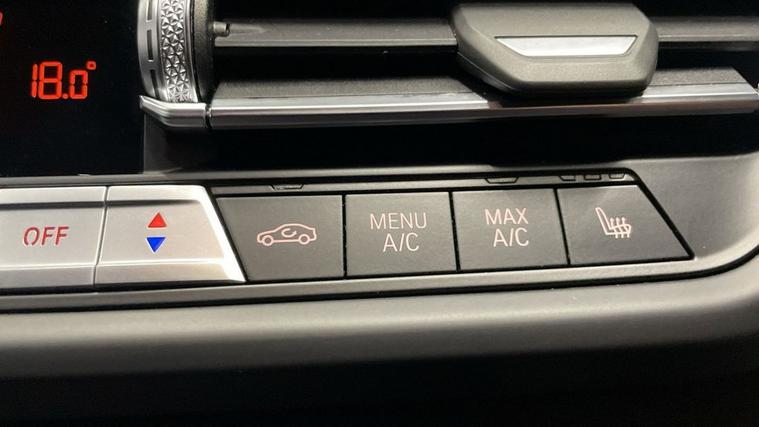 18.0°
OFF
MENU
A/C
MAX
A/C